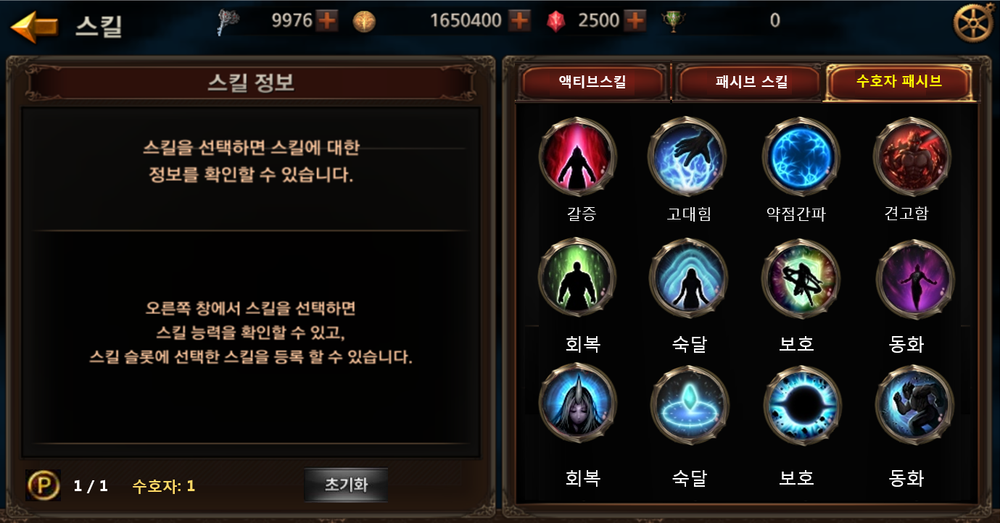 스킬
9976
1650400
2500
0
스킬 정보
스킬을 선택하면 스킬에 대한
정보를 확인할 수 있습니다.
오른쪽 창에서 스킬을 선택하면
스킬 능력을 확인할 수 있고,
스킬 슬롯에 선택한 스킬을 등록 할 수 있습니다.
P 1 / 1 수호자: 1
초기화
액티브스킬
패시브 스킬
수호자 패시브
갈증 고대힘 약점간파 견고함
회복 숙달 보호 동화
회복 숙달 보호 동화